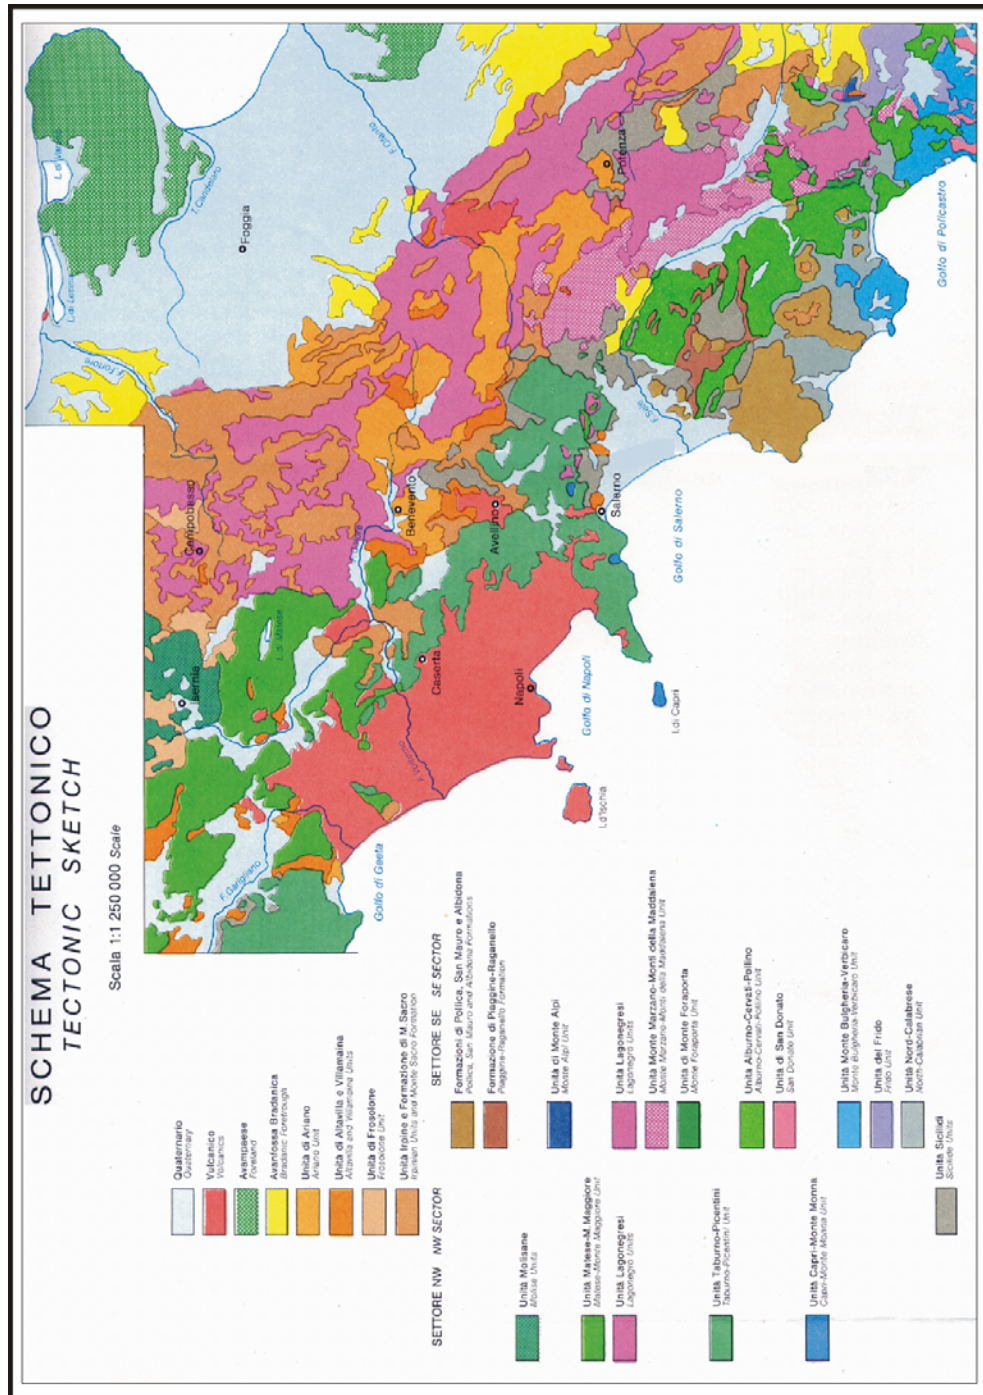 SCHEMA TETTONICO
TECTONIC SKETCH
Scala 1:1 250 000 Scale
Quaternario
Quaternary
Vulcanico
Volcanics
Avampaese
Foreland
Avanfossa Bradanica
Bradanic Foretrough
Unità di Ariano
Ariano Unit
Unità di Altavilla e Villamaina
Altavilla and Villamaina Units
Unità di Frosolone
Frosolone Unit
Unità Irpine e Formazione di M. Sacro
Irpinian Units and Monte Sacro Formation
SETTORE NW NW SECTOR
SETTORE SE SE SECTOR
Formazioni di Pollica, San Mauro e Albidona
Pollica, San Mauro and Albidona Formations
Formazione di Piaggine-Raganello
Piaggine-Raganello Formation
Unità Molisane
Molise Units
Unità di Monte Alpi
Monte Alpi Unit
Unità Matese-M. Maggiore
Matese-Monte Maggiore Unit
Unità Lagonegresi
Lagonegro Units
Unità Lagonegresi
Lagonegro Units
Unità Monte Marzano-Monti della Maddalena
Monte Marzano-Monti della Maddalena Unit
Unità di Monte Foraporta
Monte Foraporta Unit
Unità Taburno-Picentini
Taburno-Picentini Unit
Unità Alburno-Cervati-Pollino
Alburno-Cervati-Pollino Unit
Unità di San Donato
San Donato Unit
Unità Capri-Monte Monna
Capri-Monte Monna Unit
Unità Monte Bulgheria-Verbicaro
Monte Bulgheria-Verbicaro Unit
Unità del Frido
Frido Unit
Unità Nord-Calabrese
North-Calabrian Unit
Unità Sicilidi
Sicilide Units
L. di Varano
L. di Lesina
T. Candelaro
F. Fortore
Foggia
F. Ofanto
Campobasso
Isernia
L. d. Matese
Benevento
Potenza
F. Garigliano
Caserta
Avellino
F. Volturno
Golfo di Gaeta
Napoli
Salerno
F. Sele
Golfo di Napoli
I. d'Ischia
I. di Capri
Golfo di Salerno
Golfo di Policastro